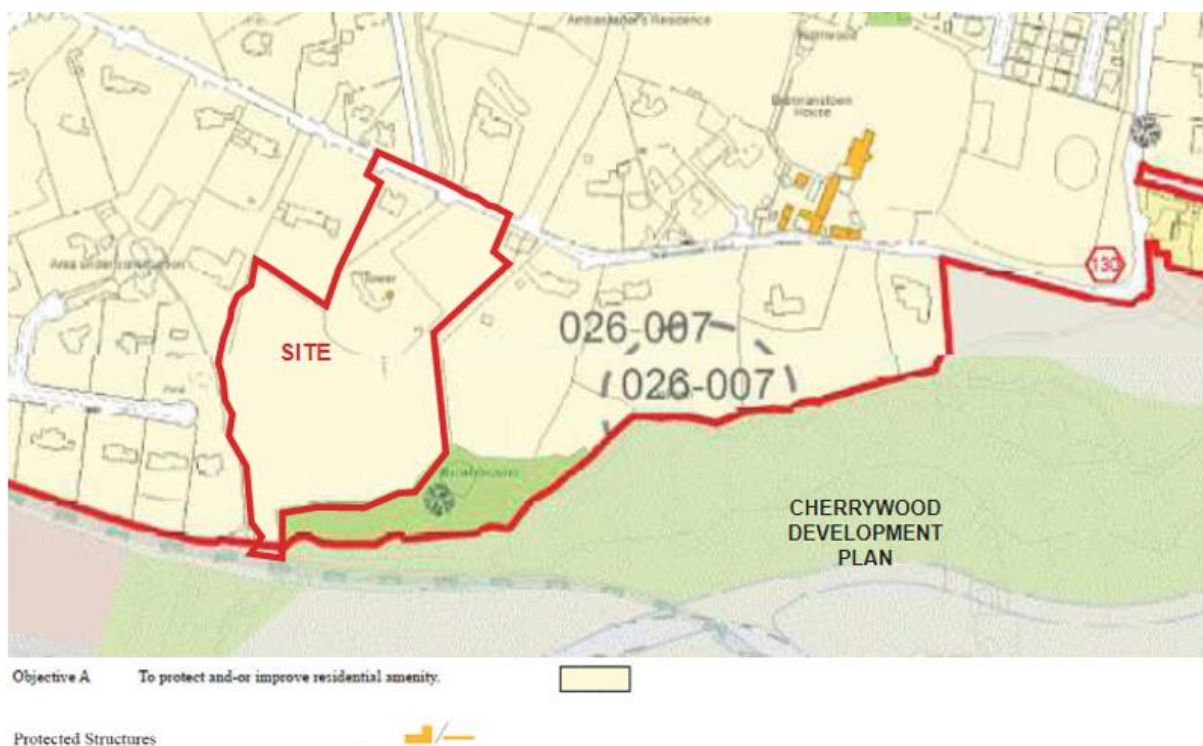 Ambassador's Residence
Brennanstown
House
Area under construction
Tower
130
SITE
026-007
026-007
CHERRYWOOD
DEVELOPMENT
PLAN
Objective A To protect and-or improve residential amenity.
Protected Structures